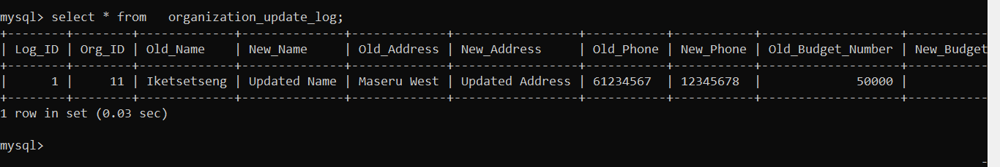 mysql> select * from   organization_update_log;
+--------+--------+-------------+--------------+-------------+-----------------+-----------+-----------+-------------------+-----------
| Log_ID | Org_ID | Old_Name    | New_Name     | Old_Address | New_Address     | Old_Phone | New_Phone | Old_Budget_Number | New_Budget
+--------+--------+-------------+--------------+-------------+-----------------+-----------+-----------+-------------------+-----------
|      1 |     11 | Iketsetseng | Updated Name | Maseru West | Updated Address | 61234567  | 12345678  |             50000 |
+--------+--------+-------------+--------------+-------------+-----------------+-----------+-----------+-------------------+-----------
1 row in set (0.03 sec)
mysql>